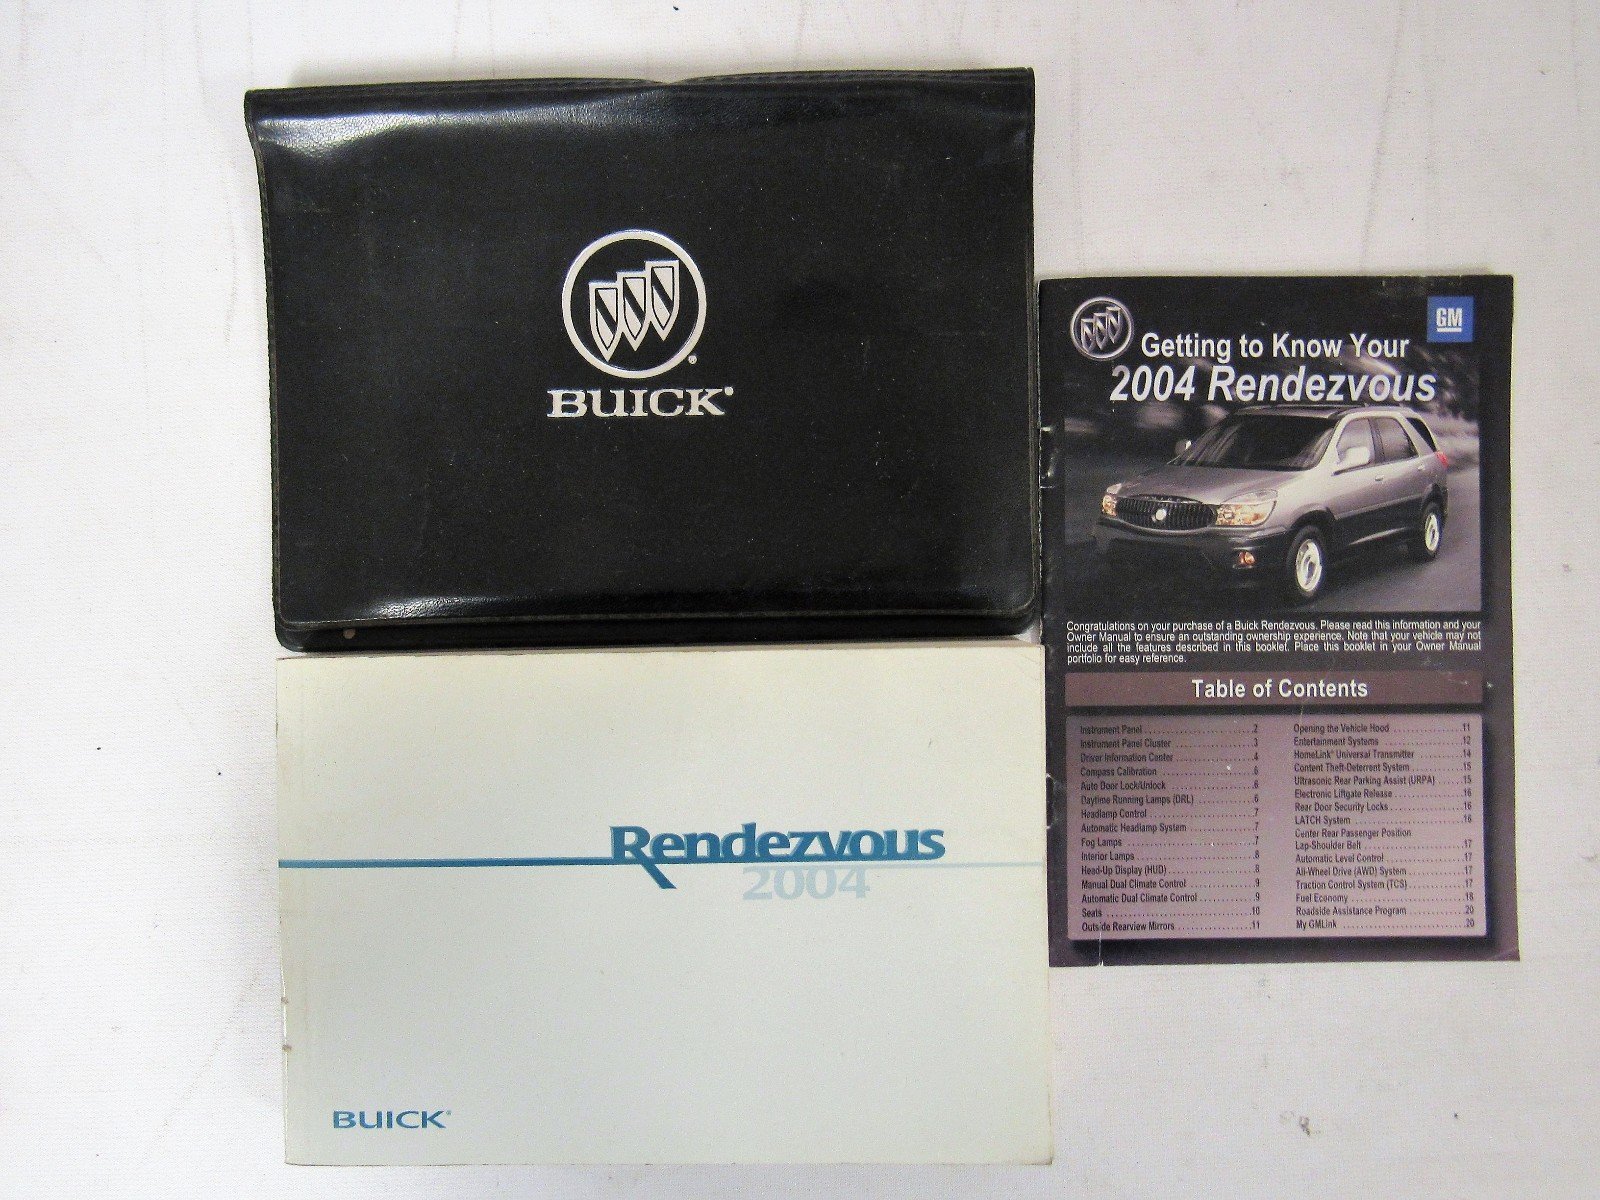 BUICK
GM
Getting to Know Your
2004 Rendezvous
Congratulations on your purchase of a Buick Rendezvous. Please read this information and your
Owner Manual to ensure an outstanding ownership experience. Note that your vehicle may not
include all the features described in this booklet. Place this booklet in your Owner Manual
portfolio for easy reference.
Table of Contents
Instrument Panel . . . . . . . . . . . . . . . . . . . . . .2
Instrument Panel Cluster . . . . . . . . . . . . . . . .3
Driver Information Center . . . . . . . . . . . . . . . .4
Compass Calibration . . . . . . . . . . . . . . . . . . .6
Auto Door Lock/Unlock . . . . . . . . . . . . . . . . .6
Daytime Running Lamps (DRL) . . . . . . . . . . . .6
Headlamp Control . . . . . . . . . . . . . . . . . . . . .7
Automatic Headlamp System . . . . . . . . . . . . .7
Fog Lamps . . . . . . . . . . . . . . . . . . . . . . . . . .7
Interior Lamps . . . . . . . . . . . . . . . . . . . . . . .8
Head-Up Display (HUD) . . . . . . . . . . . . . . . . .8
Manual Dual Climate Control . . . . . . . . . . . . .9
Automatic Dual Climate Control . . . . . . . . . . .9
Seats . . . . . . . . . . . . . . . . . . . . . . . . . . . . .10
Outside Rearview Mirrors . . . . . . . . . . . . . . .11
Opening the Vehicle Hood . . . . . . . . . . . . . .11
Entertainment Systems . . . . . . . . . . . . . . . .12
HomeLink® Universal Transmitter . . . . . . . . .14
Content Theft-Deterrent System . . . . . . . . . .15
Ultrasonic Rear Parking Assist (URPA) . . . . . .15
Electronic Liftgate Release . . . . . . . . . . . . . .16
Rear Door Security Locks . . . . . . . . . . . . . . .16
LATCH System . . . . . . . . . . . . . . . . . . . . . .16
Center Rear Passenger Position
Lap-Shoulder Belt . . . . . . . . . . . . . . . . . . . .17
Automatic Level Control . . . . . . . . . . . . . . . .17
All-Wheel Drive (AWD) System . . . . . . . . . . .17
Traction Control System (TCS) . . . . . . . . . . .17
Fuel Economy . . . . . . . . . . . . . . . . . . . . . . .18
Roadside Assistance Program . . . . . . . . . . .20
My GMLink . . . . . . . . . . . . . . . . . . . . . . . . .20
Rendezvous
2004
BUICK